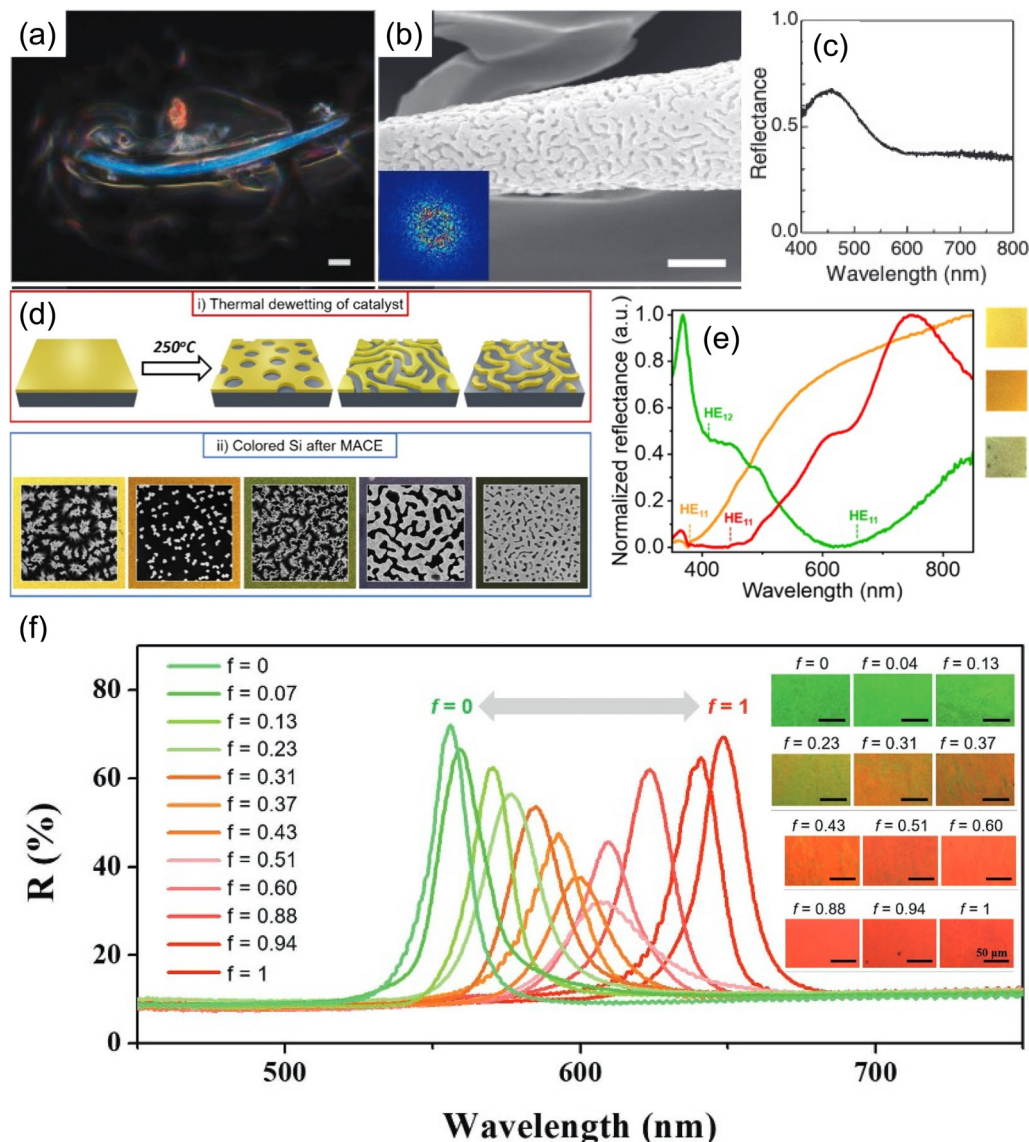 (a)
(b)
(c)
Reflectance
1.0
0.5
0.0
400 500 600 700 800
Wavelength (nm)
(d)
i) Thermal dewetting of catalyst
250°C
ii) Colored Si after MACE
(e)
Normalized reflectance (a.u.)
1.0
0.8
0.6
0.4
0.2
0.0
HE12
HE11 HE11 HE11
400 600 800
Wavelength (nm)
(f)
R (%)
80
60
40
20
0
f = 0
f = 0.07
f = 0.13
f = 0.23
f = 0.31
f = 0.37
f = 0.43
f = 0.51
f = 0.60
f = 0.88
f = 0.94
f = 1
f = 0 f = 1
f = 0 f = 0.04 f = 0.13
f = 0.23 f = 0.31 f = 0.37
f = 0.43 f = 0.51 f = 0.60
f = 0.88 f = 0.94 f = 1
50 μm
500 600 700
Wavelength (nm)